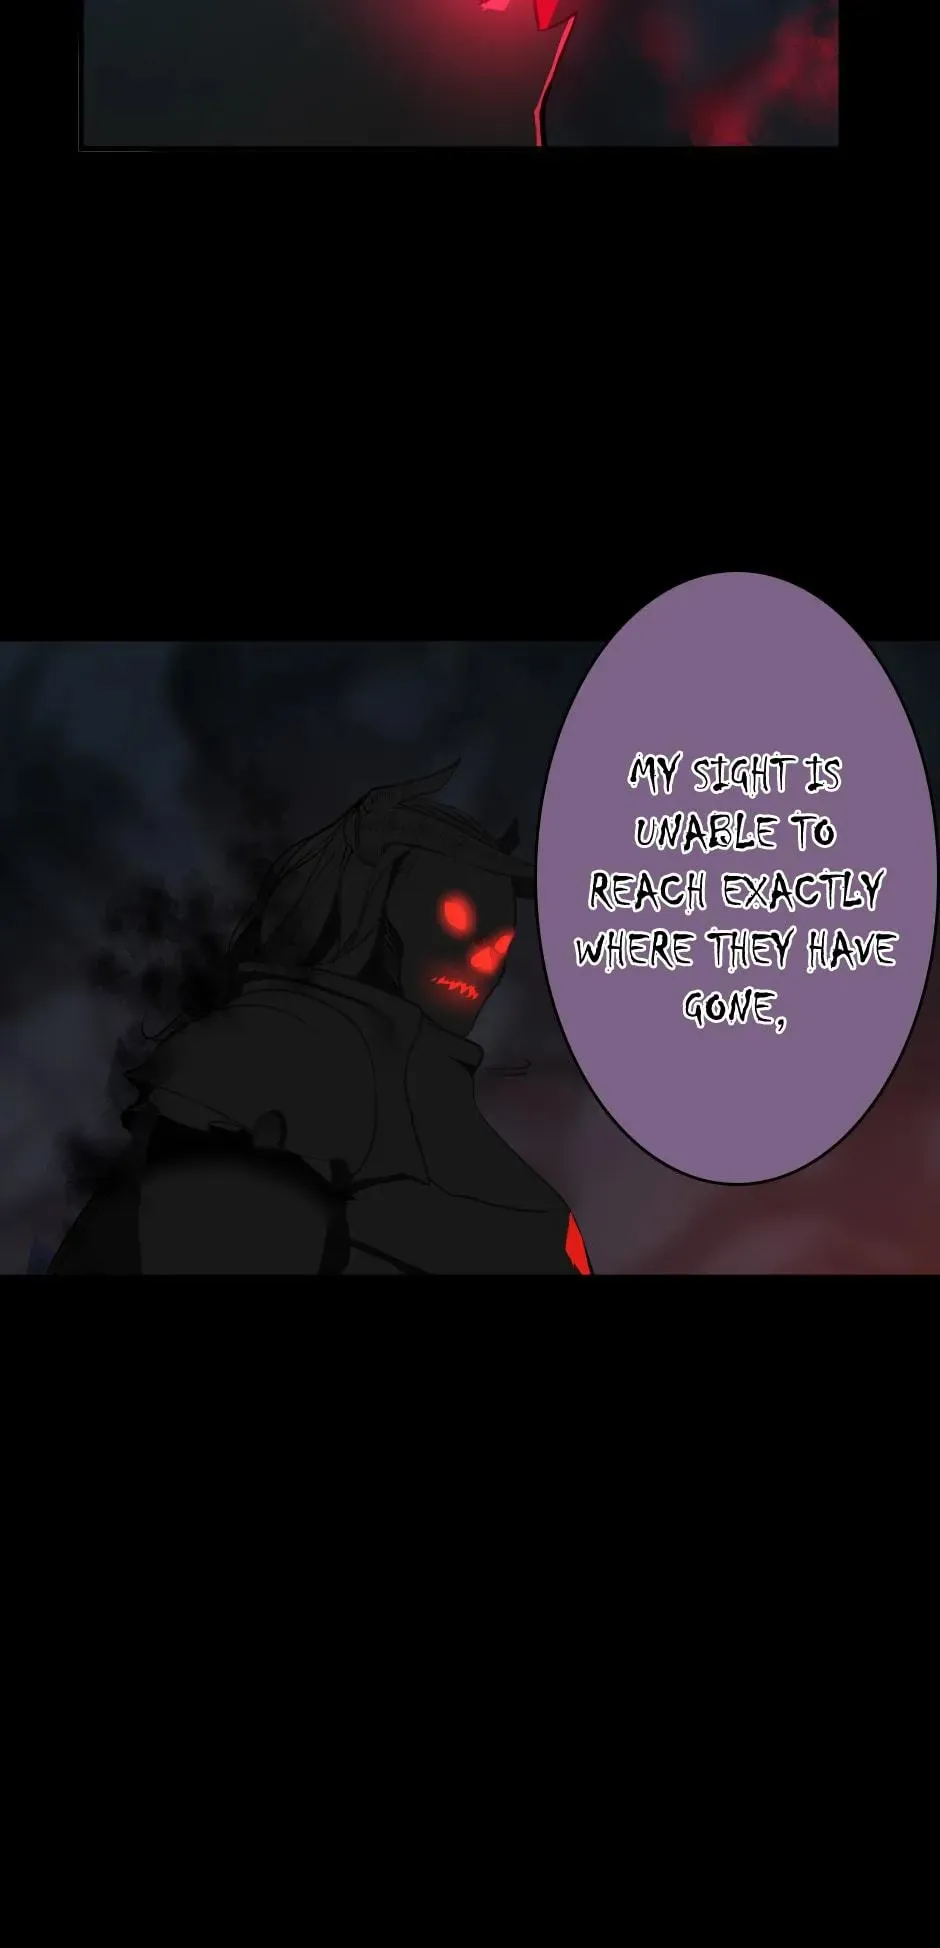 MY SIGHT IS
UNABLE TO
REACH EXACTLY
WHERE THEY HAVE
GONE,